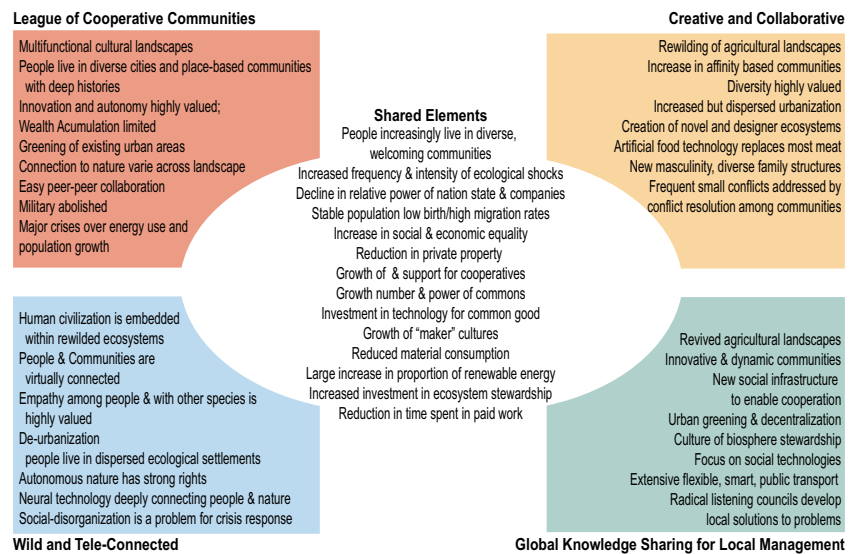 League of Cooperative Communities
Multifunctional cultural landscapes
People live in diverse cities and place-based communities
with deep histories
Innovation and autonomy highly valued;
Wealth Acumulation limited
Greening of existing urban areas
Connection to nature varie across landscape
Easy peer-peer collaboration
Military abolished
Major crises over energy use and
population growth
Creative and Collaborative
Rewilding of agricultural landscapes
Increase in affinity based communities
Diversity highly valued
Increased but dispersed urbanization
Creation of novel and designer ecosystems
Artificial food technology replaces most meat
New masculinity, diverse family structures
Frequent small conflicts addressed by
conflict resolution among communities
Shared Elements
People increasingly live in diverse,
welcoming communities
Increased frequency & intensity of ecological shocks
Decline in relative power of nation state & companies
Stable population low birth/high migration rates
Increase in social & economic equality
Reduction in private property
Growth of & support for cooperatives
Growth number & power of commons
Investment in technology for common good
Growth of “maker” cultures
Reduced material consumption
Large increase in proportion of renewable energy
Increased investment in ecosystem stewardship
Reduction in time spent in paid work
Human civilization is embedded
within rewilded ecosystems
People & Communities are
virtually connected
Empathy among people & with other species is
highly valued
De-urbanization
people live in dispersed ecological settlements
Autonomous nature has strong rights
Neural technology deeply connecting people & nature
Social-disorganization is a problem for crisis response
Wild and Tele-Connected
Revived agricultural landscapes
Innovative & dynamic communities
New social infrastructure
to enable cooperation
Urban greening & decentralization
Culture of biosphere stewardship
Focus on social technologies
Extensive flexible, smart, public transport
Radical listening councils develop
local solutions to problems
Global Knowledge Sharing for Local Management